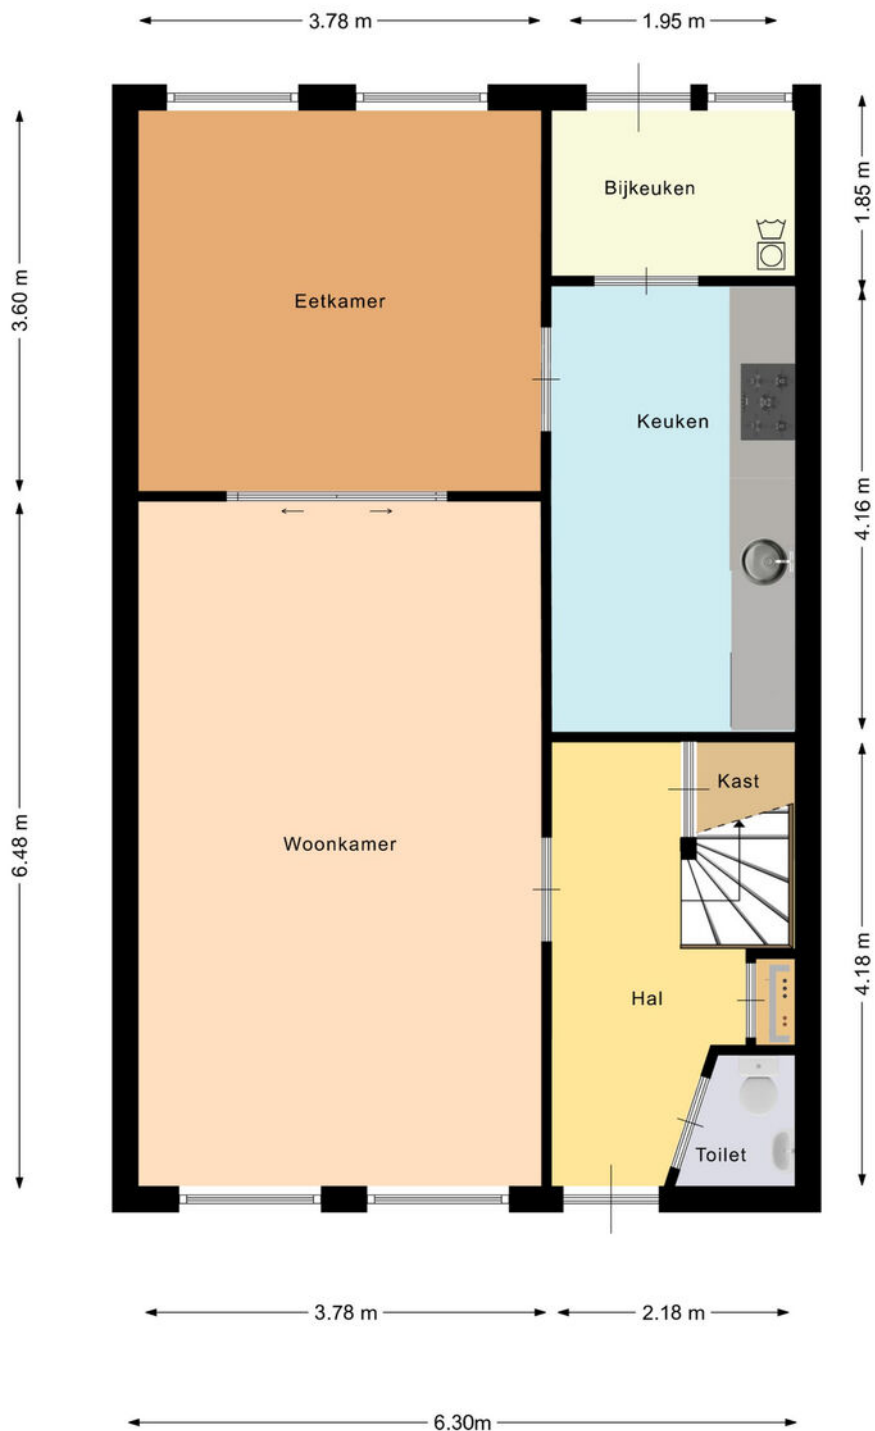 3.78 m
1.95 m
Bijkeuken
1.85 m
Eetkamer
3.60 m
Keuken
4.16 m
Kast
Woonkamer
6.48 m
4.18 m
Hal
Toilet
3.78 m
2.18 m
6.30m